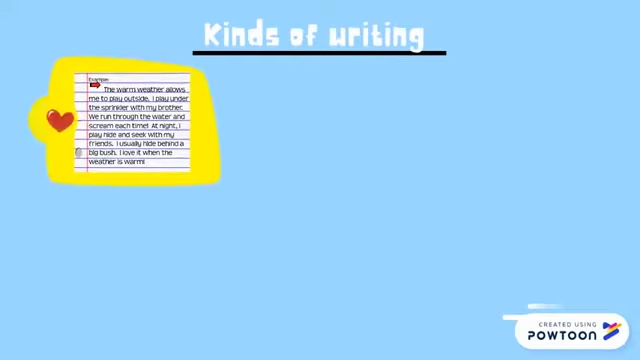 Kinds of writing
Example:
The warm weather allows
me to play outside. I play under
the sprinkler with my brother.
We run through the water and
scream each time! At night, I
play hide and seek with my
friends. I usually hide behind a
big bush. I love it when the
weather is warm!
CREATED USING
POWTOON